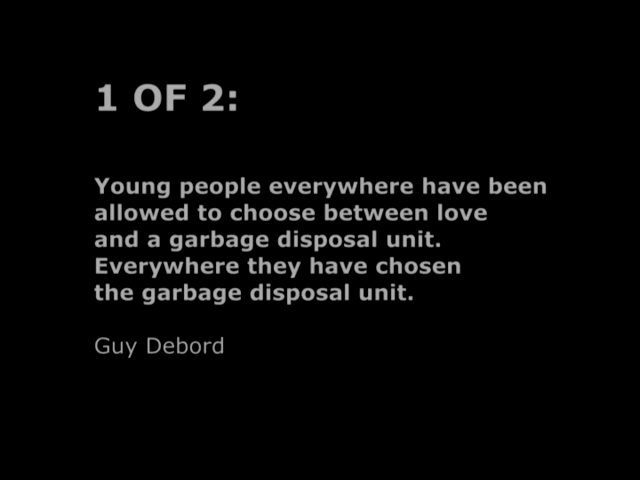 1 OF 2:
Young people everywhere have been
allowed to choose between love
and a garbage disposal unit.
Everywhere they have chosen
the garbage disposal unit.
Guy Debord